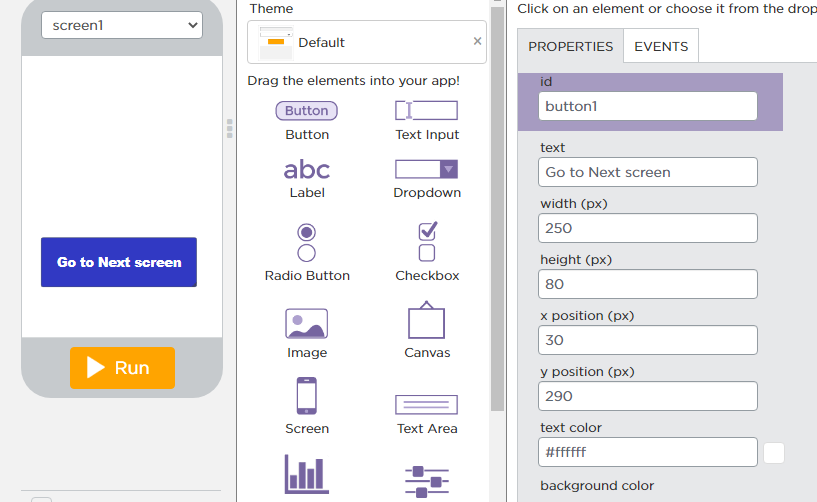 screen1
Go to Next screen
Run
Theme
Default
×
Drag the elements into your app!
Button
Button
Text Input
abc
Label
Dropdown
Radio Button
Checkbox
Image
Canvas
Screen
Text Area
Click on an element or choose it from the drop
PROPERTIES
EVENTS
id
button1
text
Go to Next screen
width (px)
250
height (px)
80
x position (px)
30
y position (px)
290
text color
#ffffff
background color